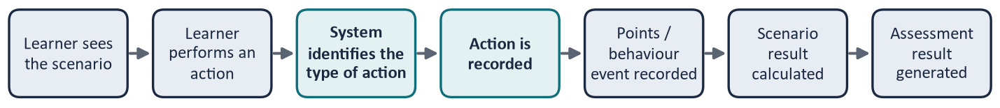 Learner sees
the scenario
Learner
performs an
action
System
identifies the
type of action
Action is
recorded
Points /
behaviour
event recorded
Scenario
result
calculated
Assessment
result
generated